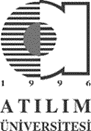 1 9 9 6
ATILIM
ÜNİVERSİTESİ